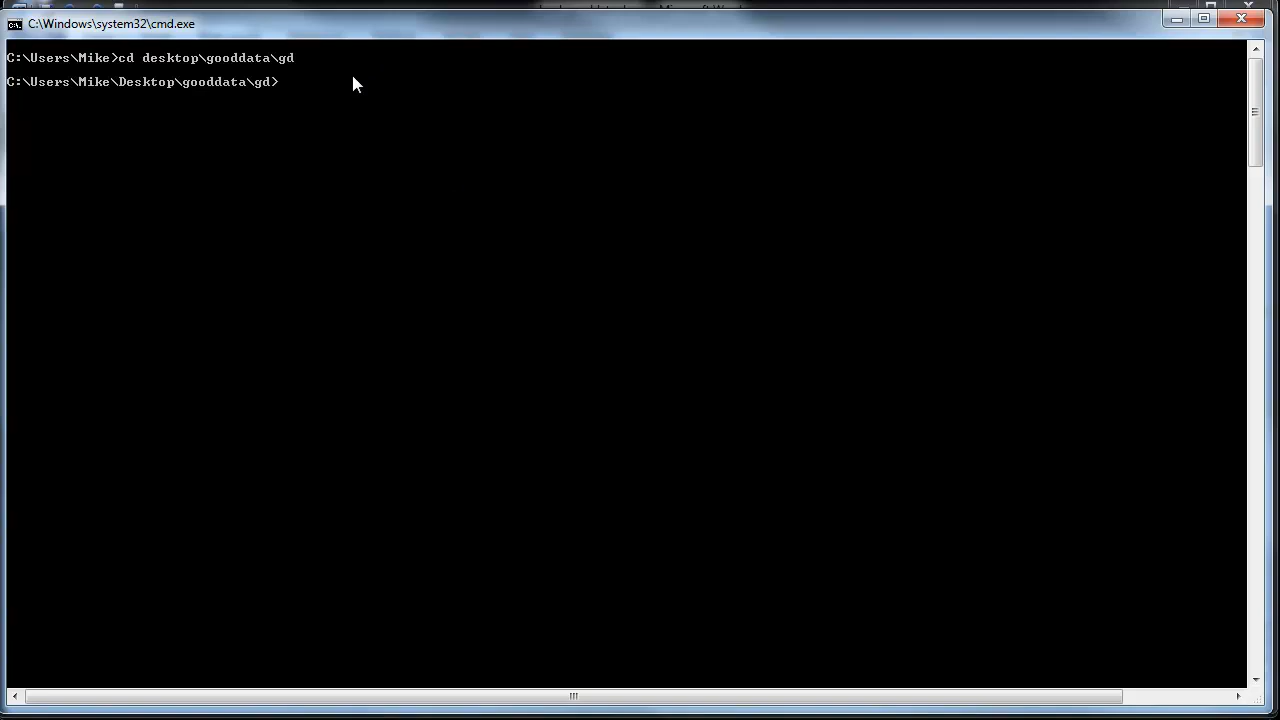 C:\Windows\system32\cmd.exe
C:\Users\Mike>cd desktop\gooddata\gd
C:\Users\Mike\Desktop\gooddata\gd>